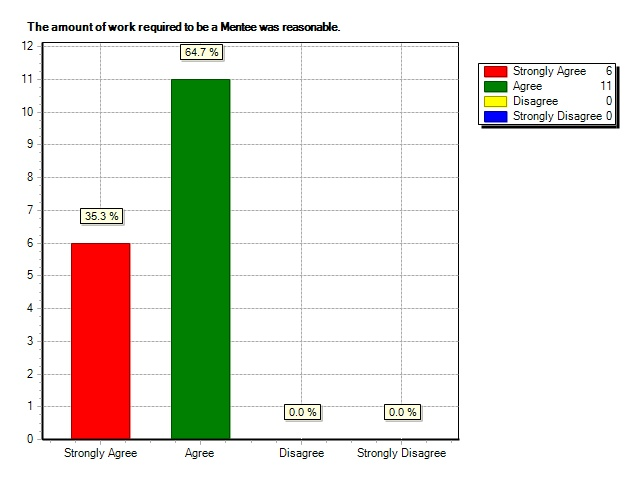 The amount of work required to be a Mentee was reasonable.
12
11
10
9
8
7
6
5
4
3
2
1
0
64.7 %
35.3 %
0.0 %
0.0 %
Strongly Agree
Agree
Disagree
Strongly Disagree
Strongly Agree 6
Agree 11
Disagree 0
Strongly Disagree 0